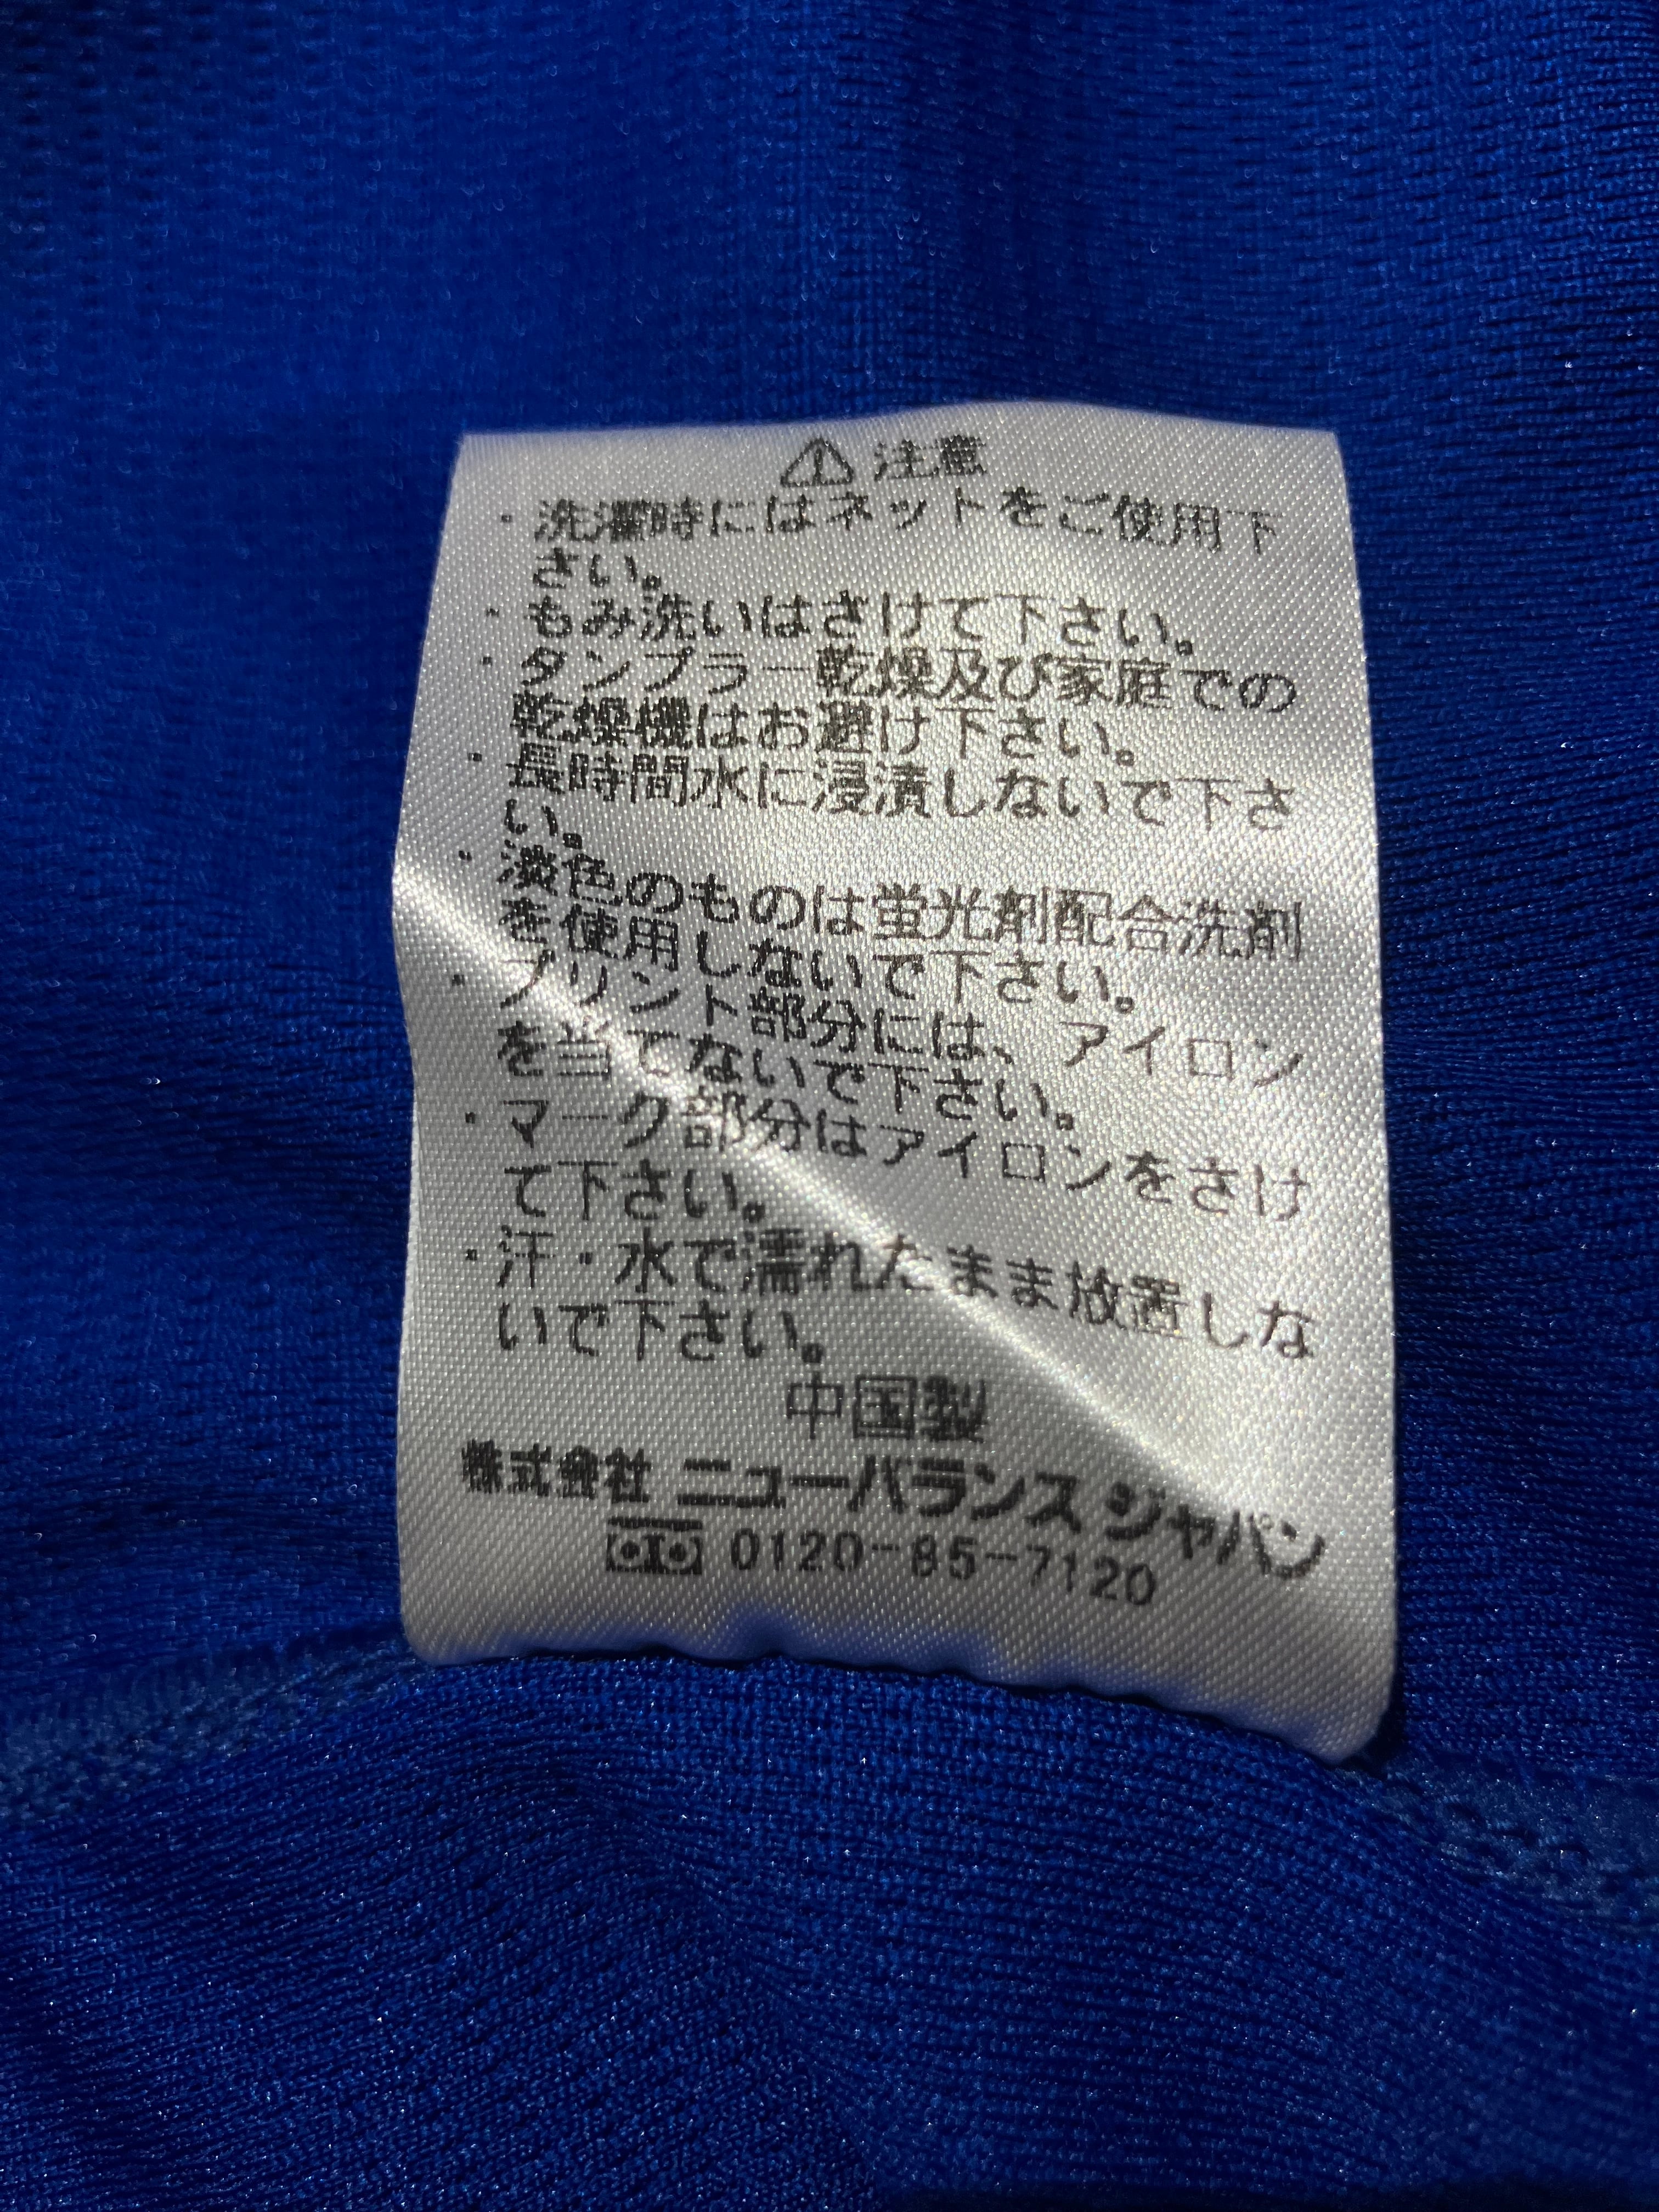 ⚠ 注意
・洗濯時にはネットをご使用下
さい。
・もみ洗いはさけて下さい。
・タンブラー乾燥及び家庭での
乾燥機はお避け下さい。
・長時間水に浸漬しないで下さ
い。
・淡色のものは蛍光剤配合洗剤
を使用しないで下さい。
・プリント部分には、アイロン
を当てないで下さい。
・マーク部分はアイロンをさけ
て下さい。
・汗・水で濡れたまま放置しな
いで下さい。
中国製
株式会社 ニューバランス ジャパン
0120-85-7120